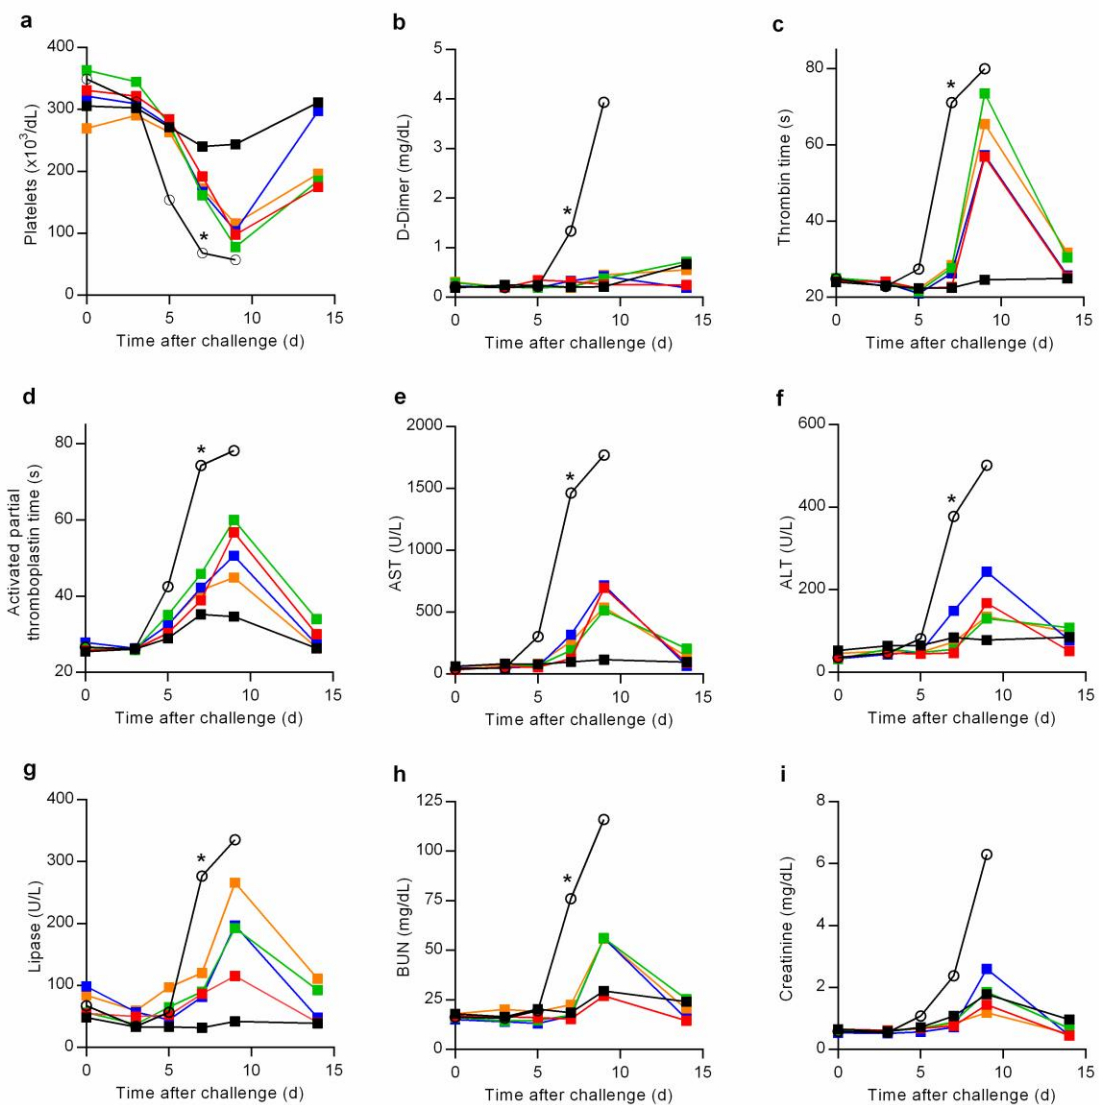 a
400
300
200
100
0
Platelets (x10³/dL)
0 5 10 15
Time after challenge (d)
b
5
4
3
2
1
0
D-Dimer (mg/dL)
*
0 5 10 15
Time after challenge (d)
c
80
60
40
20
Thrombin time (s)
*
0 5 10 15
Time after challenge (d)
*
d
80
60
40
20
Activated partial
thromboplastin time (s)
*
0 5 10 15
Time after challenge (d)
e
2000
1500
1000
500
0
AST (U/L)
*
0 5 10 15
Time after challenge (d)
f
600
400
200
0
ALT (U/L)
*
0 5 10 15
Time after challenge (d)
g
400
300
200
100
0
Lipase (U/L)
*
0 5 10 15
Time after challenge (d)
h
125
100
75
50
25
0
BUN (mg/dL)
*
0 5 10 15
Time after challenge (d)
i
8
6
4
2
0
Creatinine (mg/dL)
0 5 10 15
Time after challenge (d)